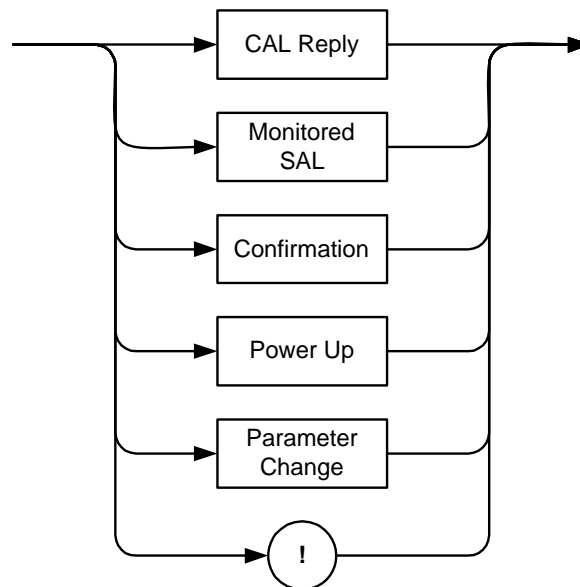 CAL Reply
Monitored
SAL
Confirmation
Power Up
Parameter
Change
!